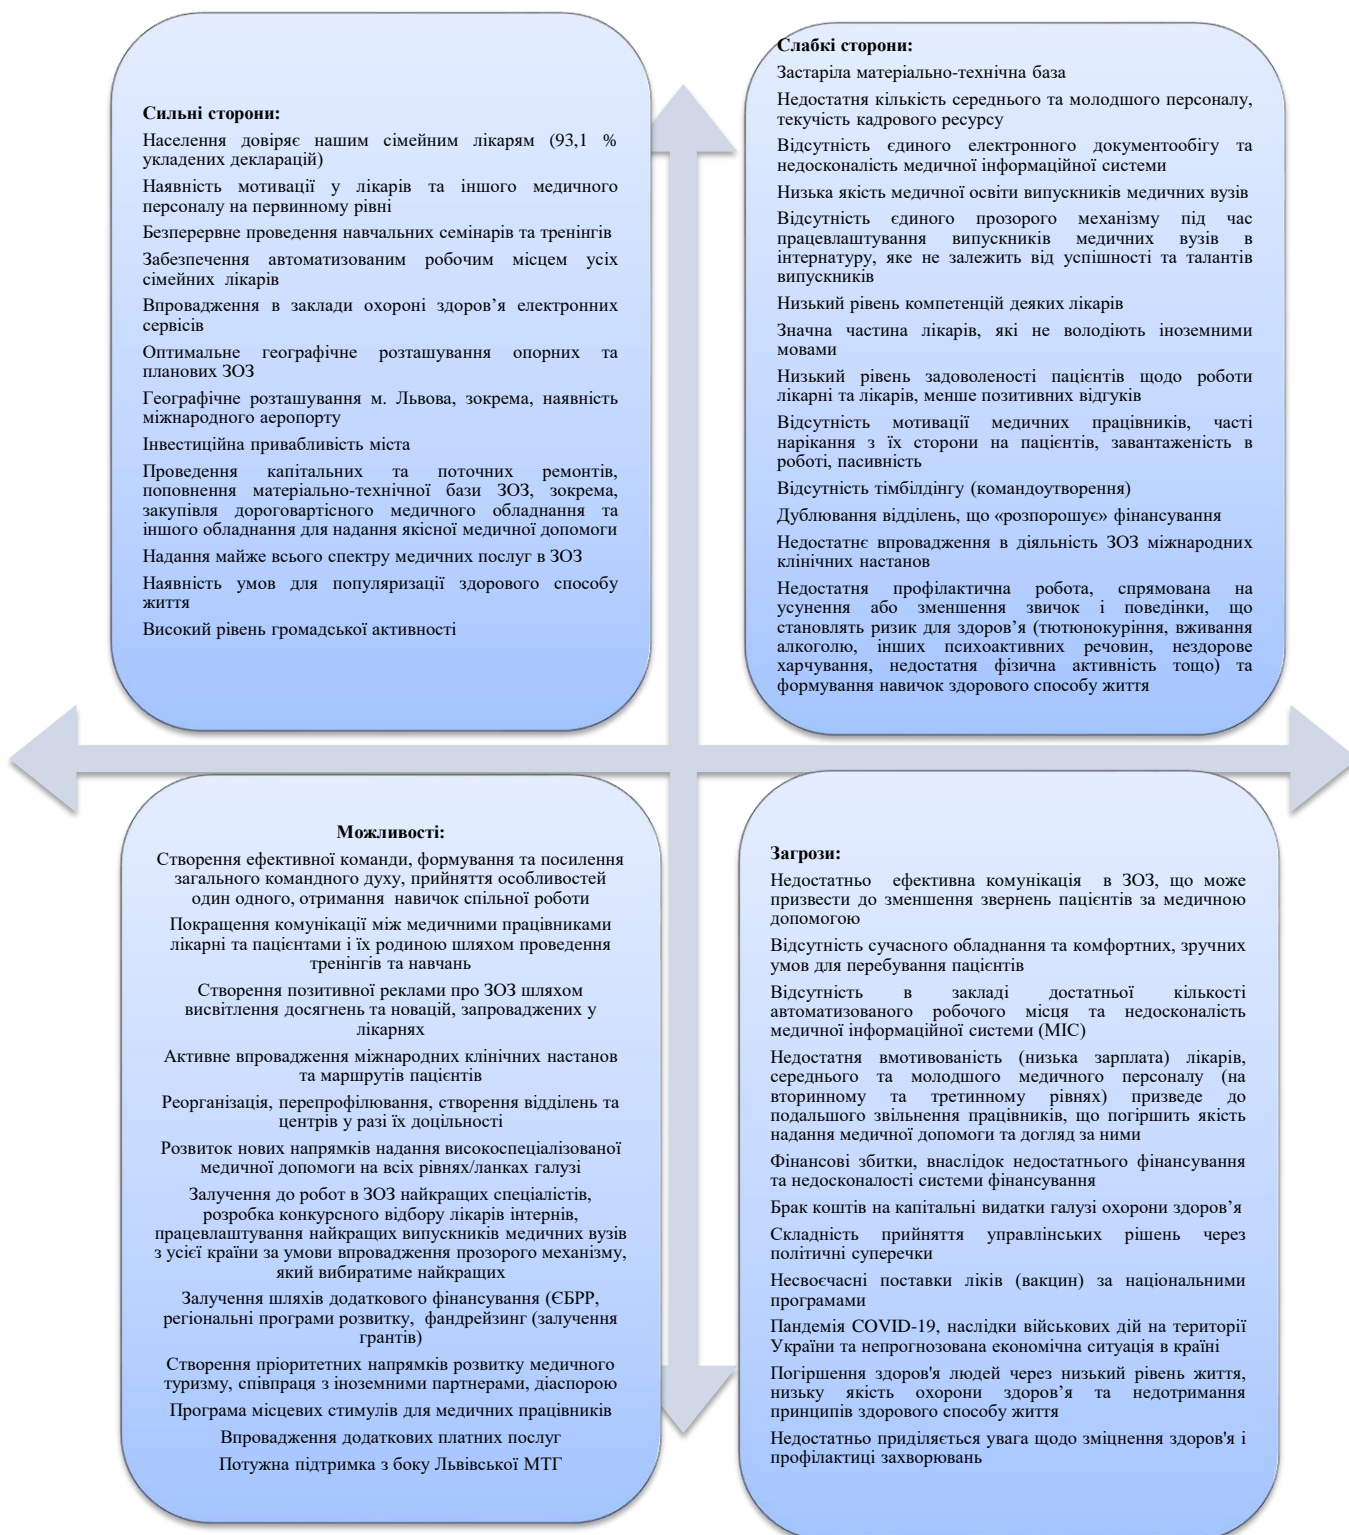 Сильні сторони:
Населення довіряє нашим сімейним лікарям (93,1 %
укладених декларацій)
Наявність мотивації у лікарів та іншого медичного
персоналу на первинному рівні
Безперервне проведення навчальних семінарів та тренінгів
Забезпечення автоматизованим робочим місцем усіх
сімейних лікарів
Впровадження в заклади охороні здоров’я електронних
сервісів
Оптимальне географічне розташування опорних та
планових ЗОЗ
Географічне розташування м. Львова, зокрема, наявність
міжнародного аеропорту
Інвестиційна привабливість міста
Проведення капітальних та поточних ремонтів,
поповнення матеріально-технічної бази ЗОЗ, зокрема,
закупівля дороговартісного медичного обладнання та
іншого обладнання для надання якісної медичної допомоги
Надання майже всього спектру медичних послуг в ЗОЗ
Наявність умов для популяризації здорового способу
життя
Високий рівень громадської активності
Слабкі сторони:
Застаріла матеріально-технічна база
Недостатня кількість середнього та молодшого персоналу,
текучість кадрового ресурсу
Відсутність єдиного електронного документообігу та
недосконалість медичної інформаційної системи
Низька якість медичної освіти випускників медичних вузів
Відсутність єдиного прозорого механізму під час
працевлаштування випускників медичних вузів в
інтернатуру, яке не залежить від успішності та талантів
випускників
Низький рівень компетенцій деяких лікарів
Значна частина лікарів, які не володіють іноземними
мовами
Низький рівень задоволеності пацієнтів щодо роботи
лікарні та лікарів, менше позитивних відгуків
Відсутність мотивації медичних працівників, часті
нарікання з їх сторони на пацієнтів, завантаженість в
роботі, пасивність
Відсутність тімбілдінгу (командоутворення)
Дублювання відділень, що «розпорошує» фінансування
Недостатнє впровадження в діяльність ЗОЗ міжнародних
клінічних настанов
Недостатня профілактична робота, спрямована на
усунення або зменшення звичок і поведінки, що
становлять ризик для здоров’я (тютюнокуріння, вживання
алкоголю, інших психоактивних речовин, нездорове
харчування, недостатня фізична активність тощо) та
формування навичок здорового способу життя
Можливості:
Створення ефективної команди, формування та посилення
загального командного духу, прийняття особливостей
один одного, отримання навичок спільної роботи
Покращення комунікації між медичними працівниками
лікарні та пацієнтами і їх родиною шляхом проведення
тренінгів та навчань
Створення позитивної реклами про ЗОЗ шляхом
висвітлення досягнень та новацій, запроваджених у
лікарнях
Активне впровадження міжнародних клінічних настанов
та маршрутів пацієнтів
Реорганізація, перепрофілювання, створення відділень та
центрів у разі їх доцільності
Розвиток нових напрямків надання високоспеціалізованої
медичної допомоги на всіх рівнях/ланках галузі
Залучення до робот в ЗОЗ найкращих спеціалістів,
розробка конкурсного відбору лікарів інтернів,
працевлаштування найкращих випускників медичних вузів
з усієї країни за умови впровадження прозорого механізму,
який вибиратиме найкращих
Залучення шляхів додаткового фінансування (ЄБРР,
регіональні програми розвитку, фандрейзинг (залучення
грантів)
Створення пріоритетних напрямків розвитку медичного
туризму, співпраця з іноземними партнерами, діаспорою
Програма місцевих стимулів для медичних працівників
Впровадження додаткових платних послуг
Потужна підтримка з боку Львівської МТГ
Загрози:
Недостатньо ефективна комунікація в ЗОЗ, що може
призвести до зменшення звернень пацієнтів за медичною
допомогою
Відсутність сучасного обладнання та комфортних, зручних
умов для перебування пацієнтів
Відсутність в закладі достатньої кількості
автоматизованого робочого місця та недосконалість
медичної інформаційної системи (МІС)
Недостатня вмотивованість (низька зарплата) лікарів,
середнього та молодшого медичного персоналу (на
вторинному та третинному рівнях) призведе до
подальшого звільнення працівників, що погіршить якість
надання медичної допомоги та догляд за ними
Фінансові збитки, внаслідок недостатнього фінансування
та недосконалості системи фінансування
Брак коштів на капітальні видатки галузі охорони здоров’я
Складність прийняття управлінських рішень через
політичні суперечки
Несвоєчасні поставки ліків (вакцин) за національними
програмами
Пандемія COVID-19, наслідки військових дій на території
України та непрогнозована економічна ситуація в країні
Погіршення здоров'я людей через низький рівень життя,
низьку якість охорони здоров’я та недотримання
принципів здорового способу життя
Недостатньо приділяється увага щодо зміцнення здоров'я і
профілактиці захворювань